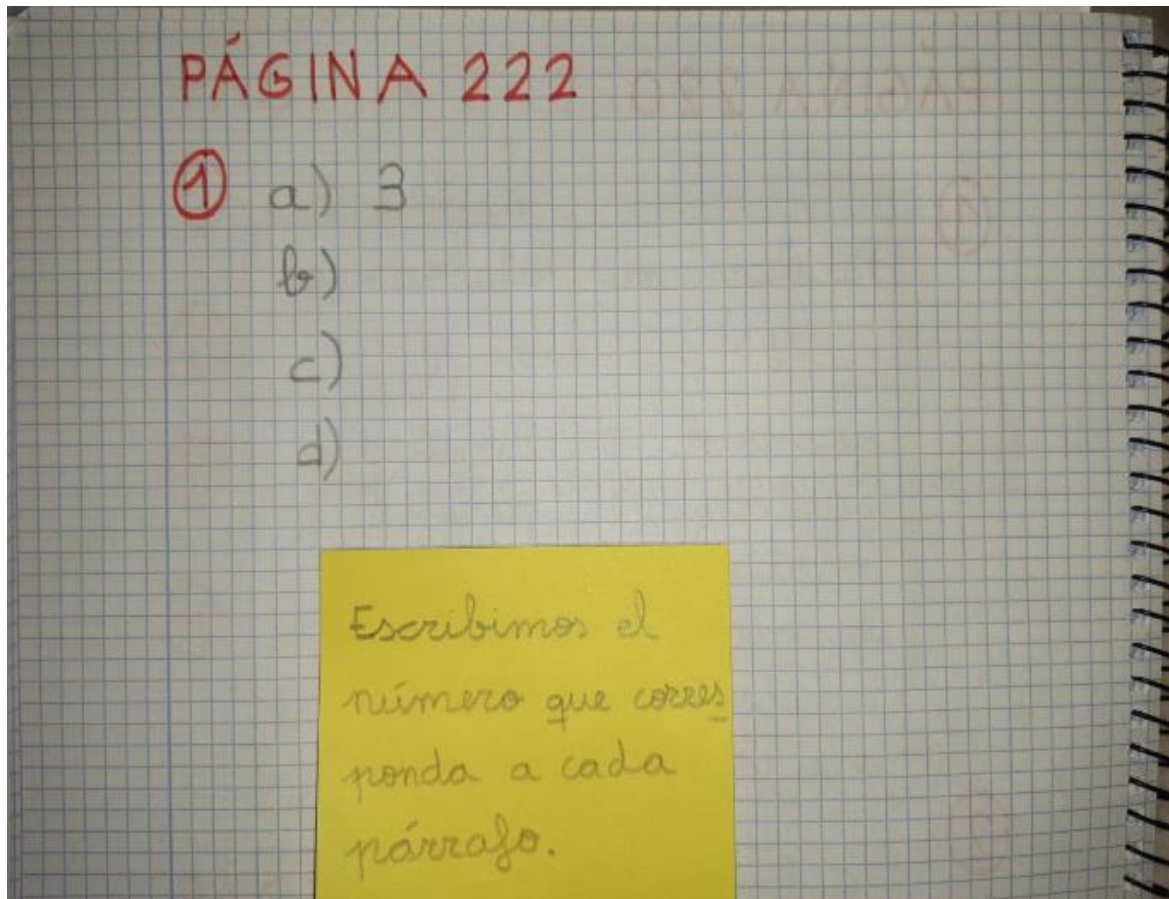 PÁGINA 222
① a) 3
b)
c)
d)
Escribimos el
número que corres
ponda a cada
párrafo.